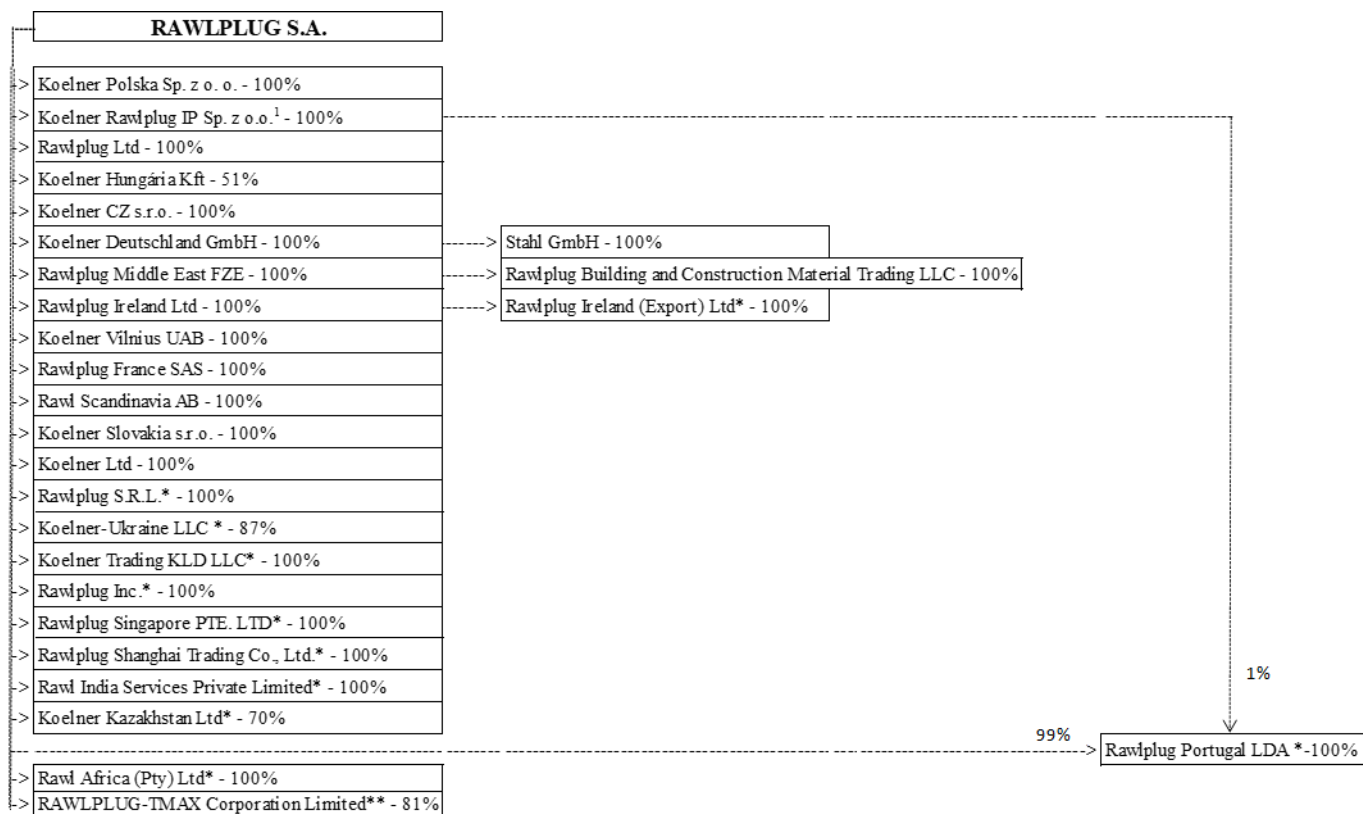 RAWLPLUG S.A.
-> Koelner Polska Sp. z o. o. - 100%
-> Koelner Rawlplug IP Sp. z o.o.¹ - 100%
-> Rawlplug Ltd - 100%
-> Koelner Hungária Kft - 51%
-> Koelner CZ s.r.o. - 100%
-> Koelner Deutschland GmbH - 100% ------> Stahl GmbH - 100%
-> Rawlplug Middle East FZE - 100% ------> Rawlplug Building and Construction Material Trading LLC - 100%
-> Rawlplug Ireland Ltd - 100% ------> Rawlplug Ireland (Export) Ltd* - 100%
-> Koelner Vilnius UAB - 100%
-> Rawlplug France SAS - 100%
-> Rawl Scandinavia AB - 100%
-> Koelner Slovakia s.r.o. - 100%
-> Koelner Ltd - 100%
-> Rawlplug S.R.L.* - 100%
-> Koelner-Ukraine LLC * - 87%
-> Koelner Trading KLD LLC* - 100%
-> Rawlplug Inc.* - 100%
-> Rawlplug Singapore PTE. LTD* - 100%
-> Rawlplug Shanghai Trading Co., Ltd.* - 100%
-> Rawl India Services Private Limited* - 100%
1%
-> Koelner Kazakhstan Ltd* - 70%
99%
-> Rawlplug Portugal LDA *-100%
-> Rawl Africa (Pty) Ltd* - 100%
-> RAWLPLUG-TMAX Corporation Limited** - 81%